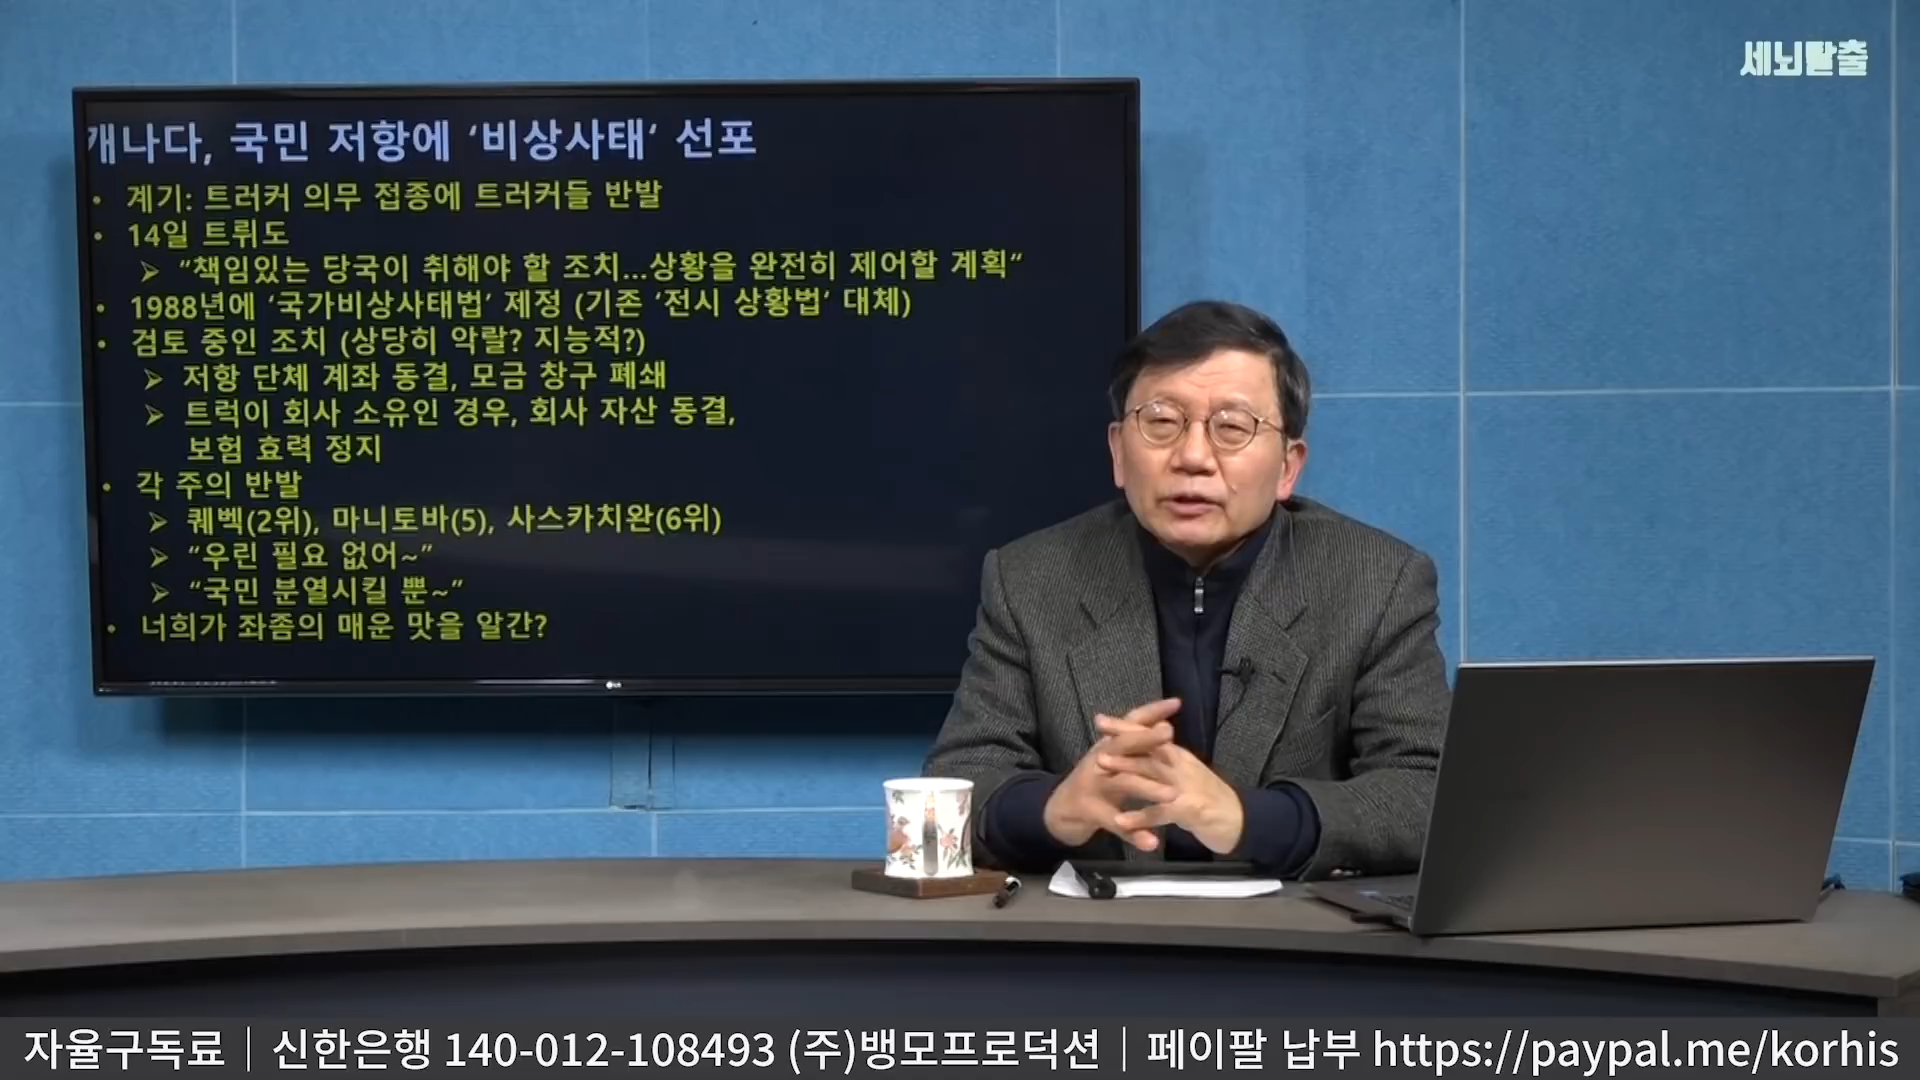 세뇌탈출
캐나다, 국민 저항에 ‘비상사태‘ 선포
• 계기: 트러커 의무 접종에 트러커들 반발
• 14일 트뤼도
➢ “책임있는 당국이 취해야 할 조치...상황을 완전히 제어할 계획“
• 1988년에 ‘국가비상사태법’ 제정 (기존 ‘전시 상황법’ 대체)
• 검토 중인 조치 (상당히 악랄? 지능적?)
➢ 저항 단체 계좌 동결, 모금 창구 폐쇄
➢ 트럭이 회사 소유인 경우, 회사 자산 동결,
보험 효력 정지
• 각 주의 반발
➢ 퀘벡(2위), 마니토바(5), 사스카치완(6위)
➢ “우린 필요 없어~”
➢ “국민 분열시킬 뿐~”
• 너희가 좌좀의 매운 맛을 알간?
자율구독료│신한은행 140-012-108493 (주)뱅모프로덕션│페이팔 납부 https://paypal.me/korhis